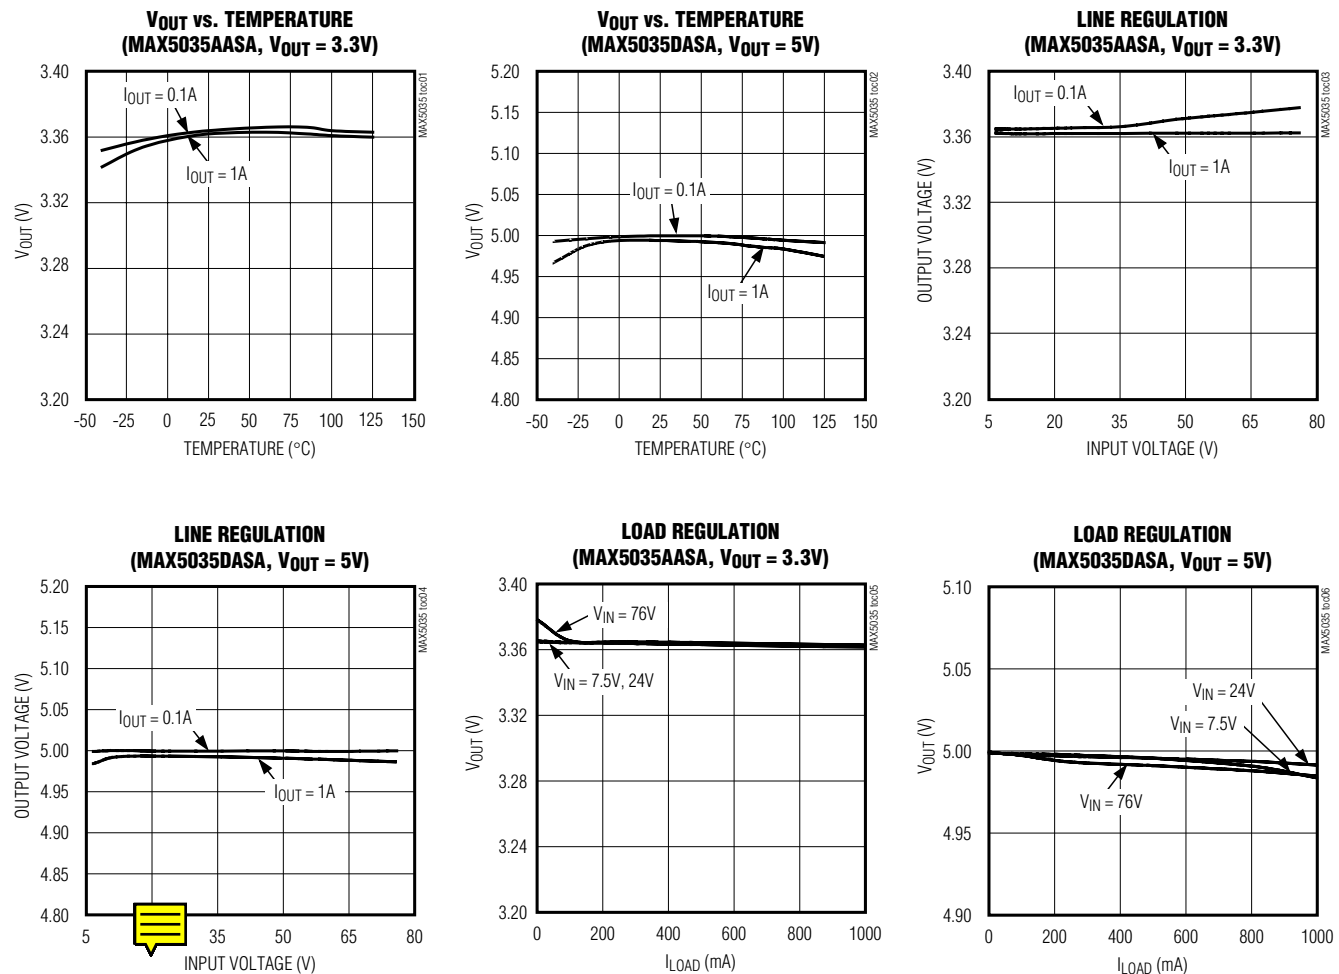 VOUT vs. TEMPERATURE
(MAX5035AASA, VOUT = 3.3V)
MAX5035 toc01
3.40
3.36
3.32
3.28
3.24
3.20
VOUT (V)
IOUT = 0.1A
IOUT = 1A
-50 -25 0 25 50 75 100 125 150
TEMPERATURE (°C)
VOUT vs. TEMPERATURE
(MAX5035DASA, VOUT = 5V)
MAX5035 toc02
5.20
5.15
5.10
5.05
5.00
4.95
4.90
4.85
4.80
VOUT (V)
IOUT = 0.1A
IOUT = 1A
-50 -25 0 25 50 75 100 125 150
TEMPERATURE (°C)
LINE REGULATION
(MAX5035AASA, VOUT = 3.3V)
MAX5035 toc03
3.40
3.36
3.32
3.28
3.24
3.20
OUTPUT VOLTAGE (V)
IOUT = 0.1A
IOUT = 1A
5 20 35 50 65 80
INPUT VOLTAGE (V)
LINE REGULATION
(MAX5035DASA, VOUT = 5V)
MAX5035 toc04
5.20
5.15
5.10
5.05
5.00
4.95
4.90
4.85
4.80
OUTPUT VOLTAGE (V)
IOUT = 0.1A
IOUT = 1A
5 35 50 65 80
INPUT VOLTAGE (V)
LOAD REGULATION
(MAX5035AASA, VOUT = 3.3V)
MAX5035 toc05
3.40
3.36
3.32
3.28
3.24
3.20
VOUT (V)
VIN = 76V
VIN = 7.5V, 24V
0 200 400 600 800 1000
ILOAD (mA)
LOAD REGULATION
(MAX5035DASA, VOUT = 5V)
MAX5035 toc06
5.10
5.05
5.00
4.95
4.90
VOUT (V)
VIN = 24V
VIN = 7.5V
VIN = 76V
0 200 400 600 800 1000
ILOAD (mA)